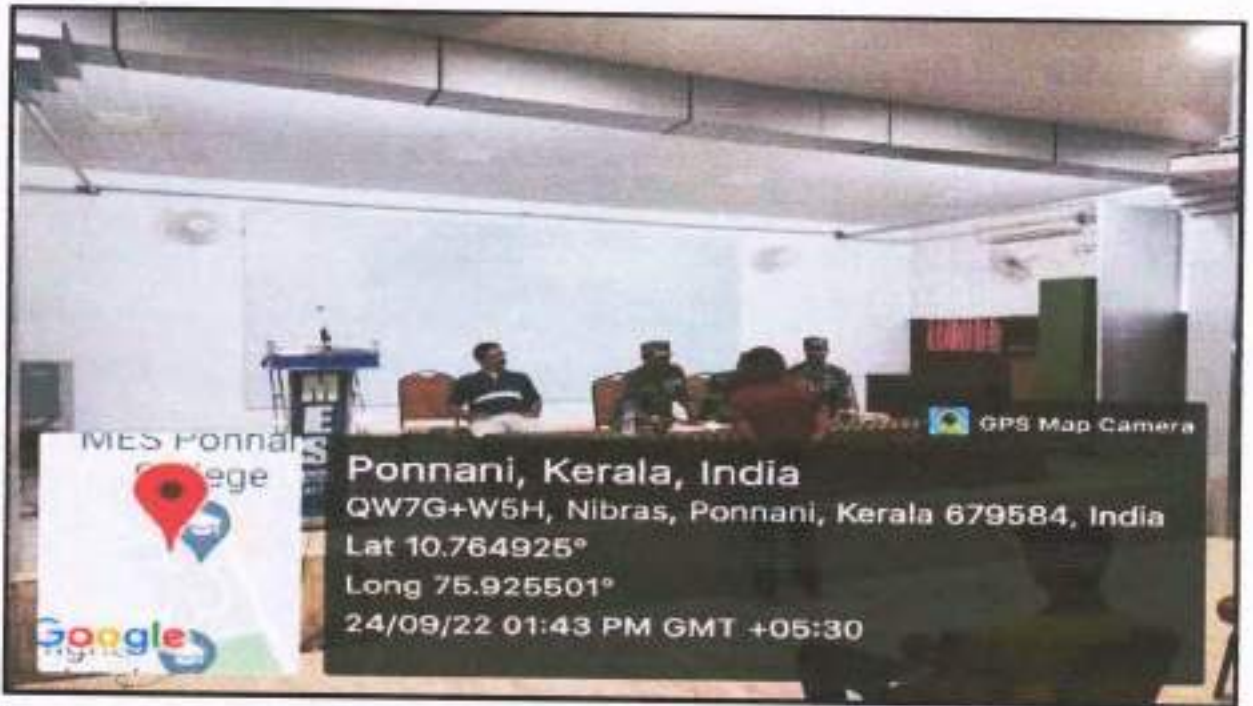 MES
GPS Map Camera
MES Ponnani
College
Ponnani, Kerala, India
QW7G+W5H, Nibras, Ponnani, Kerala 679584, India
Lat 10.764925°
Long 75.925501°
24/09/22 01:43 PM GMT +05:30
Google